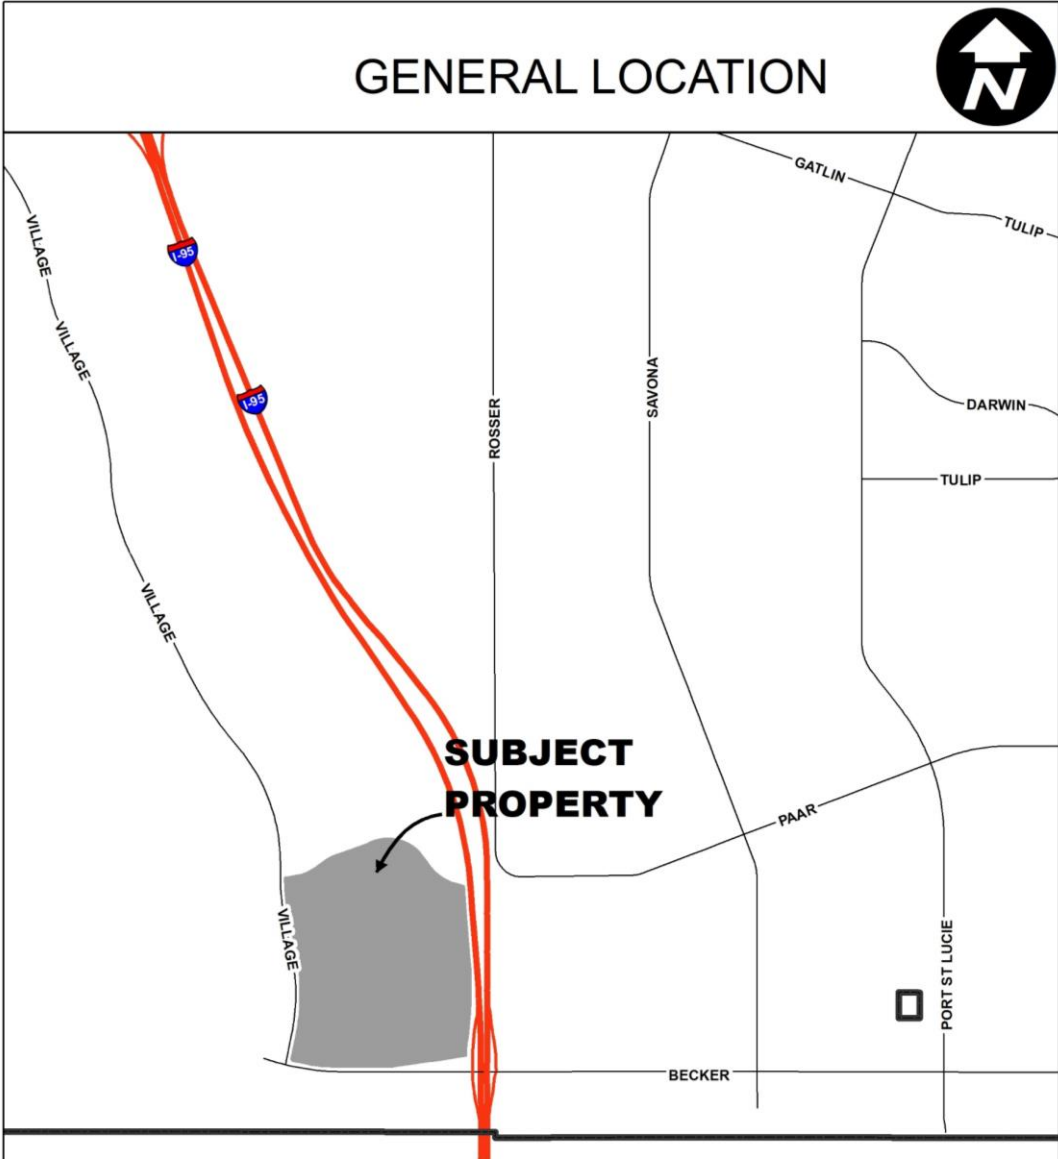 GENERAL LOCATION
N
GATLIN
TULIP
VILLAGE
I-95
VILLAGE
SAVONA
I-95
DARWIN
ROSSER
TULIP
VILLAGE
SUBJECT
PROPERTY
PAAR
VILLAGE
PORT ST LUCIE
BECKER